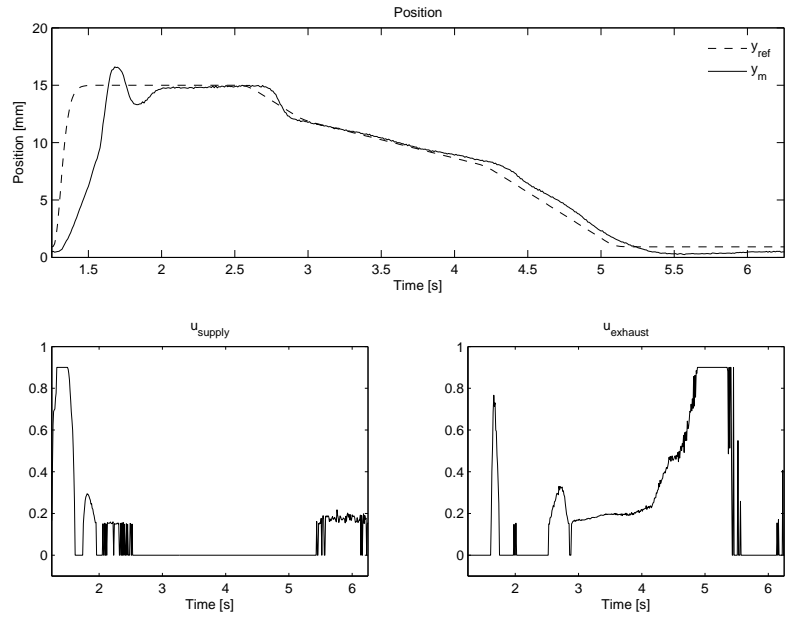 Position
20
15
10
5
0
Position [mm]
y_ref
y_m
1.5 2 2.5 3 3.5 4 4.5 5 5.5 6
Time [s]
u_supply
1
0.8
0.6
0.4
0.2
0
2 3 4 5 6
Time [s]
u_exhaust
1
0.8
0.6
0.4
0.2
0
2 3 4 5 6
Time [s]